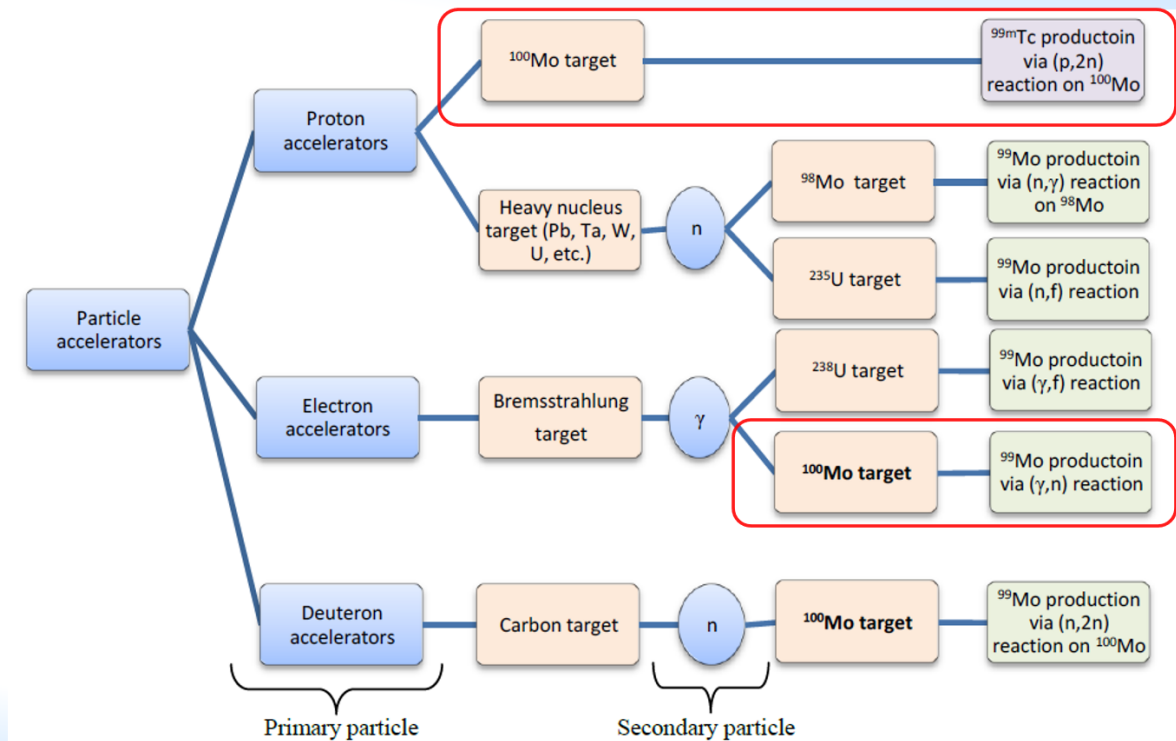 ¹⁰⁰Mo target
⁹⁹ᵐTc productoin
via (p,2n)
reaction on ¹⁰⁰Mo
Proton
accelerators
⁹⁸Mo target
⁹⁹Mo productoin
via (n,γ) reaction
on ⁹⁸Mo
Heavy nucleus
target (Pb, Ta, W,
U, etc.)
n
²³⁵U target
⁹⁹Mo productoin
via (n,f) reaction
Particle
accelerators
²³⁸U target
⁹⁹Mo productoin
via (γ,f) reaction
Electron
accelerators
Bremsstrahlung
target
γ
¹⁰⁰Mo target
⁹⁹Mo productoin
via (γ,n) reaction
Deuteron
accelerators
Carbon target
n
¹⁰⁰Mo target
⁹⁹Mo production
via (n,2n)
reaction on ¹⁰⁰Mo
Primary particle
Secondary particle